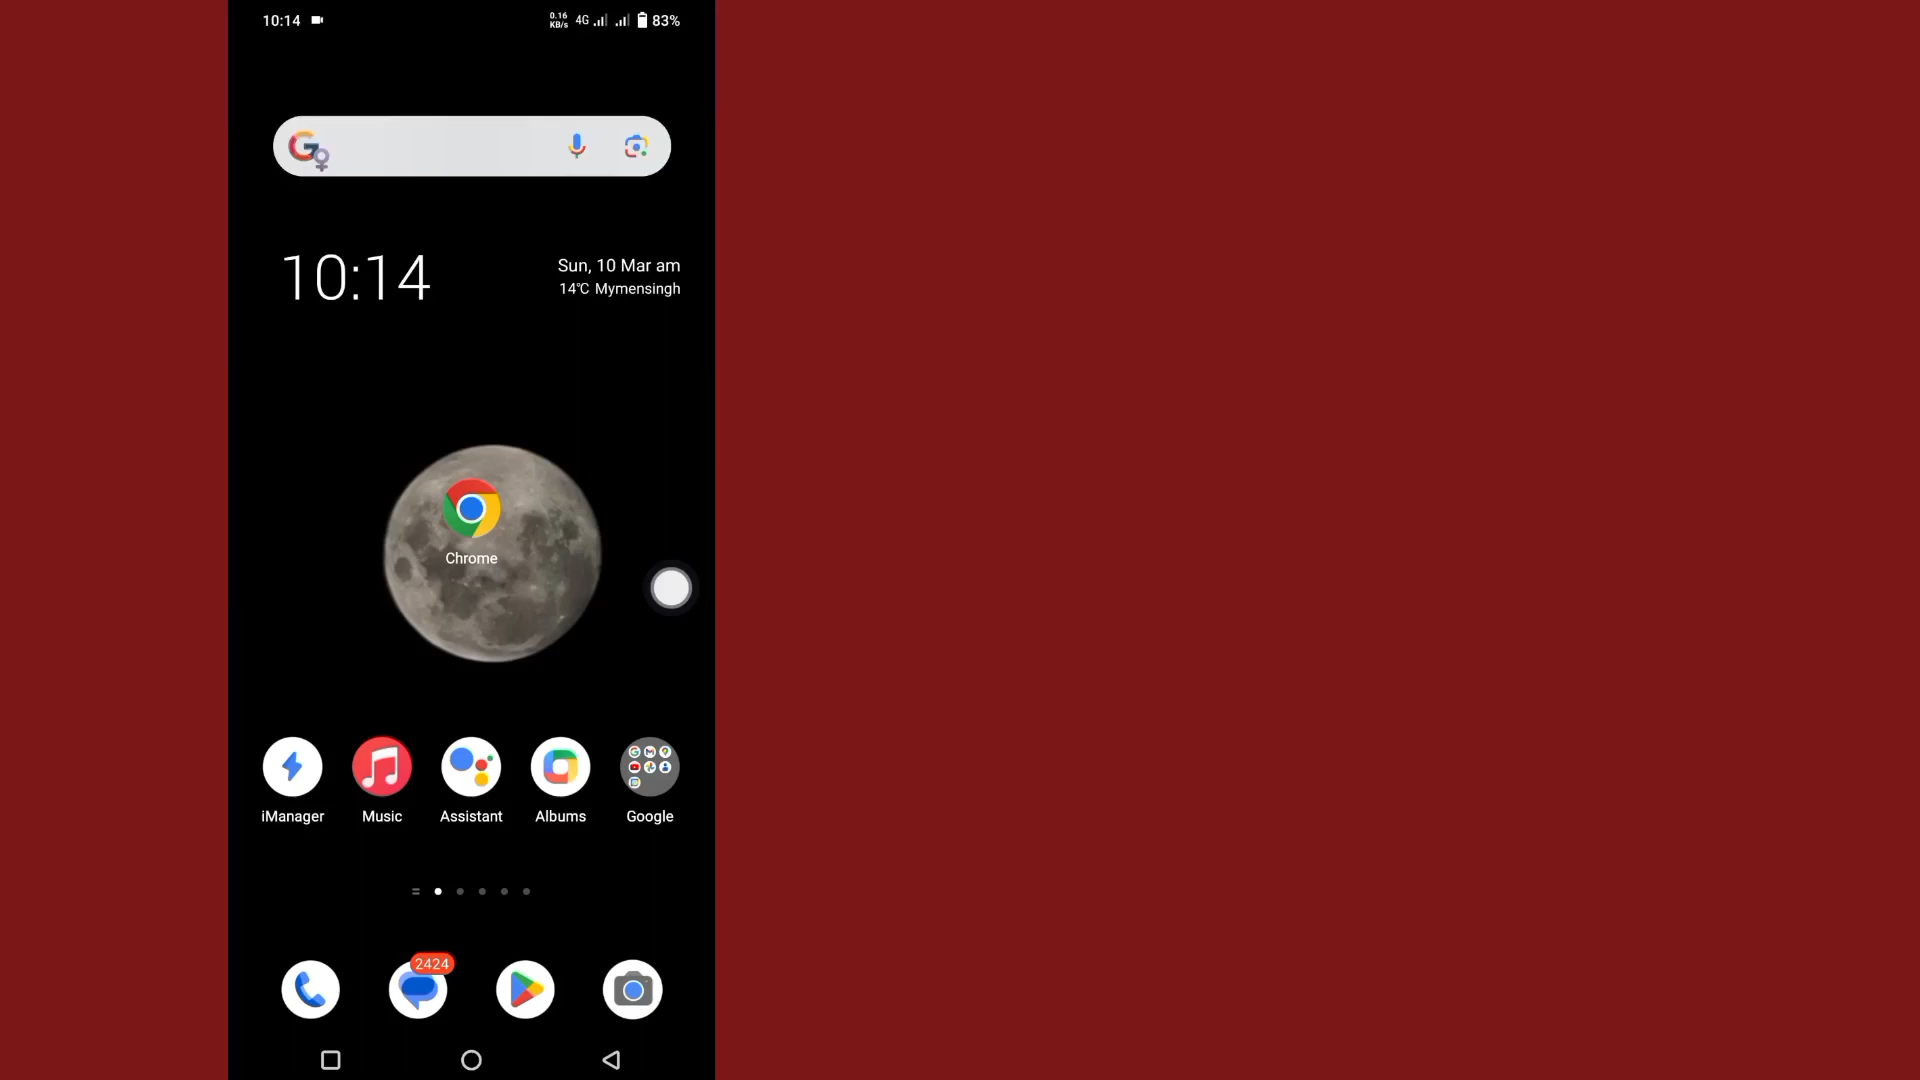 10:14
0.16
KB/s
4G
83%
10:14
Sun, 10 Mar am
14°C Mymensingh
Chrome
iManager
Music
Assistant
Albums
Google
2424